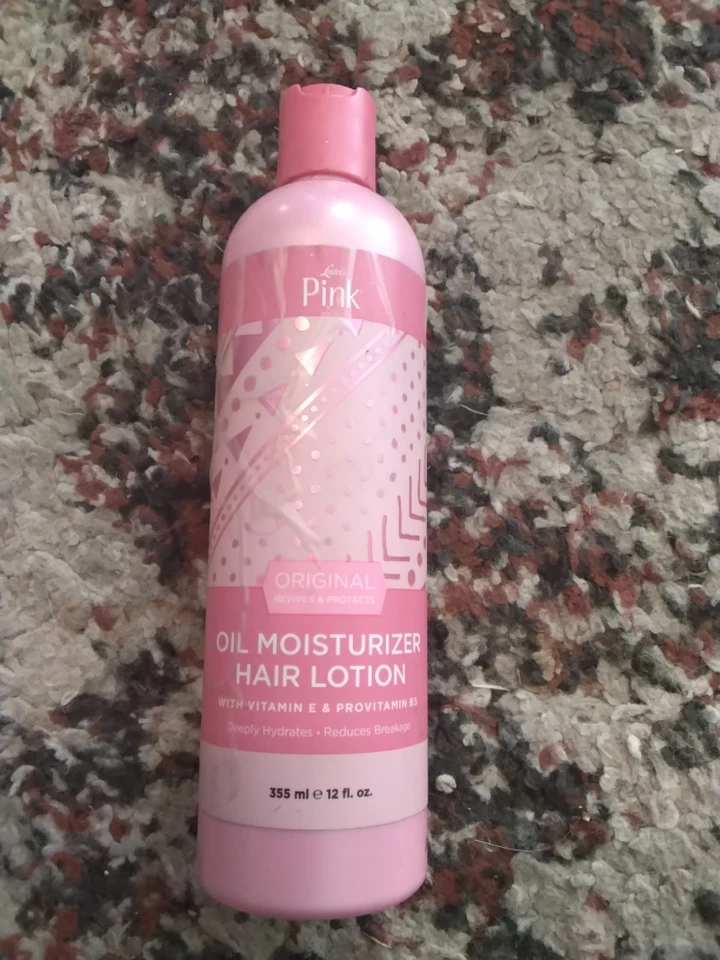 Luster's
Pink
ORIGINAL
REVIVES & PROTECTS
OIL MOISTURIZER
HAIR LOTION
WITH VITAMIN E & PROVITAMIN B5
Deeply Hydrates • Reduces Breakage
355 ml ℮ 12 fl. oz.